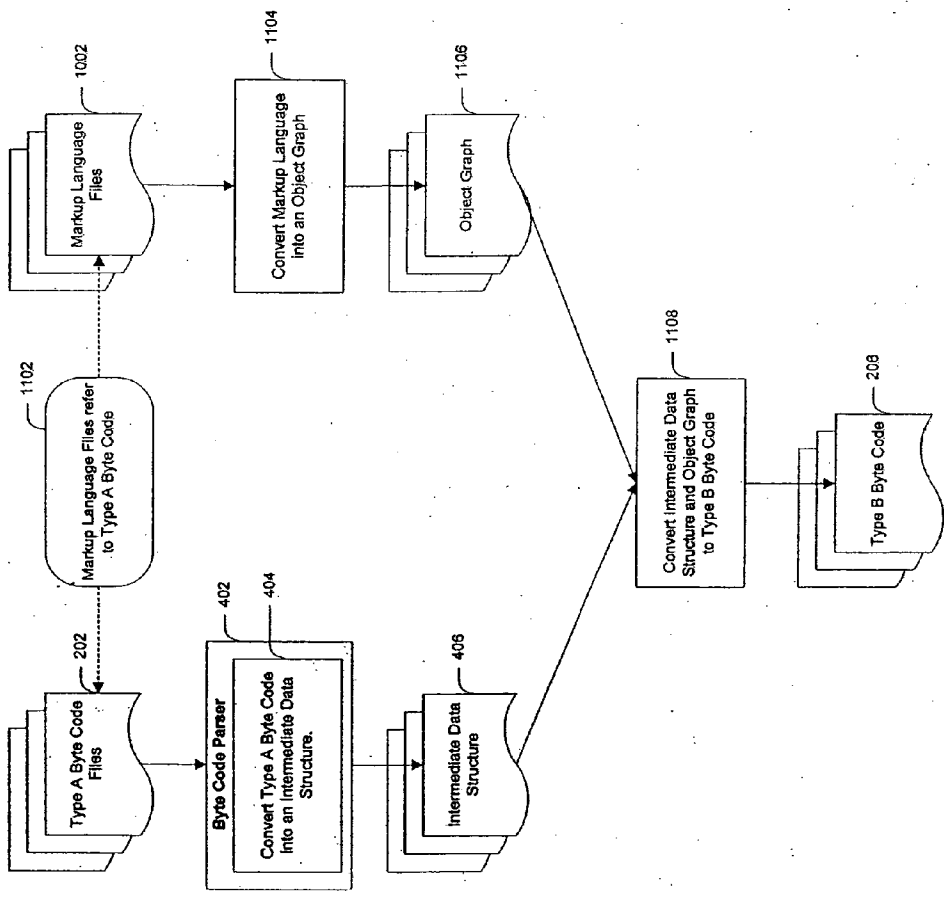 Type A Byte Code
Files
202
Markup Language Files refer
to Type A Byte Code
1102
Markup Language
Files
1002
Byte Code Parser
402
Convert Type A Byte Code
Into an Intermediate Data
Structure.
404
Convert Markup Language
Into an Object Graph
1104
Intermediate Data
Structure
406
Object Graph
1106
Convert Intermediate Data
Structure and Object Graph
to Type B Byte Code
1108
Type B Byte Code
208